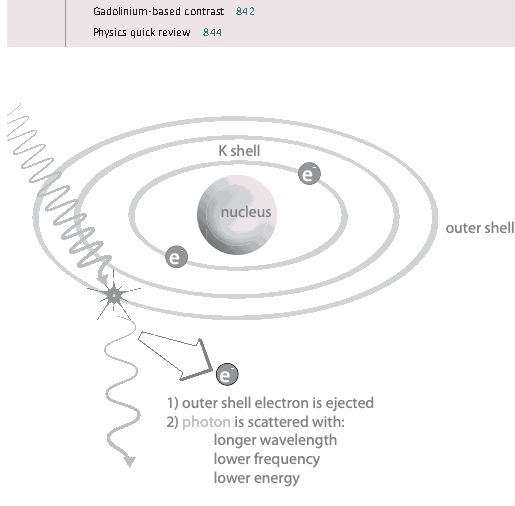 Gadolinium-based contrast 842
Physics quick review 844
K shell
e-
nucleus
outer shell
e-
e-
1) outer shell electron is ejected
2) photon is scattered with:
longer wavelength
lower frequency
lower energy